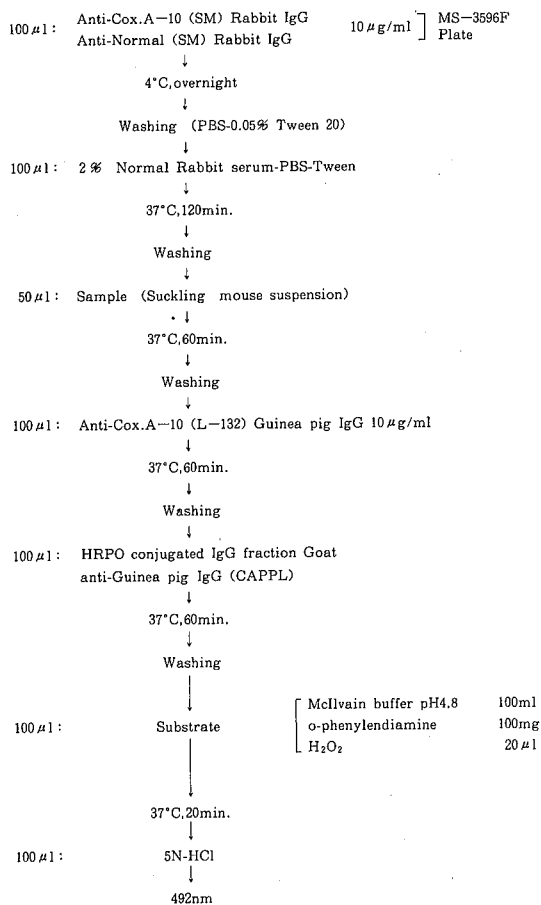 100μl: Anti-Cox.A-10 (SM) Rabbit IgG 10μg/ml ] MS-3596F
Anti-Normal (SM) Rabbit IgG Plate
↓
4°C,overnight
↓
Washing (PBS-0.05% Tween 20)
↓
100μl: 2% Normal Rabbit serum-PBS-Tween
↓
37°C,120min.
↓
Washing
↓
50μl: Sample (Suckling mouse suspension)
↓
37°C,60min.
↓
Washing
↓
100μl: Anti-Cox.A-10 (L-132) Guinea pig IgG 10μg/ml
↓
37°C,60min.
↓
Washing
↓
100μl: HRPO conjugated IgG fraction Goat
anti-Guinea pig IgG (CAPPL)
↓
37°C,60min.
↓
Washing
↓
McIlvain buffer pH4.8 100ml
100μl: Substrate o-phenylendiamine 100mg
H₂O₂ 20μl
↓
37°C,20min.
↓
100μl: 5N-HCl
↓
492nm